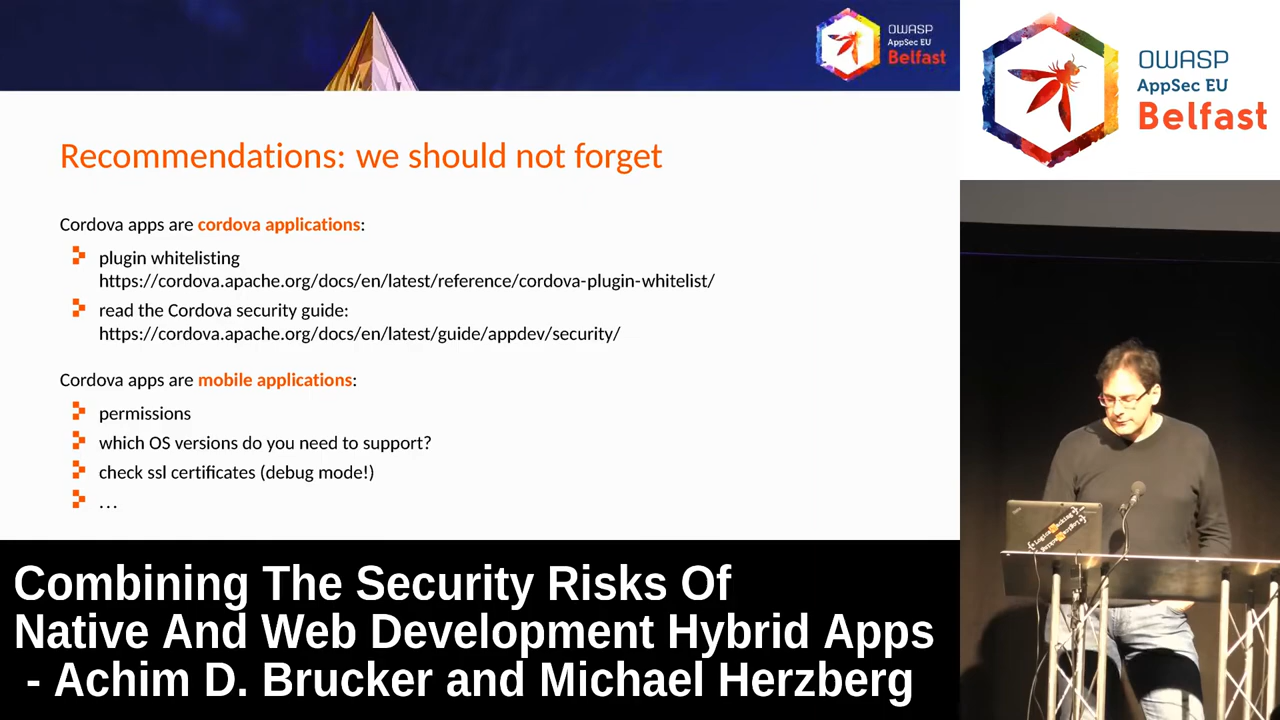 OWASP
AppSec EU
Belfast
OWASP
AppSec EU
Belfast
Recommendations: we should not forget
Cordova apps are cordova applications:
plugin whitelisting
https://cordova.apache.org/docs/en/latest/reference/cordova-plugin-whitelist/
read the Cordova security guide:
https://cordova.apache.org/docs/en/latest/guide/appdev/security/
Cordova apps are mobile applications:
permissions
which OS versions do you need to support?
check ssl certificates (debug mode!)
…
Combining The Security Risks Of
Native And Web Development Hybrid Apps
- Achim D. Brucker and Michael Herzberg